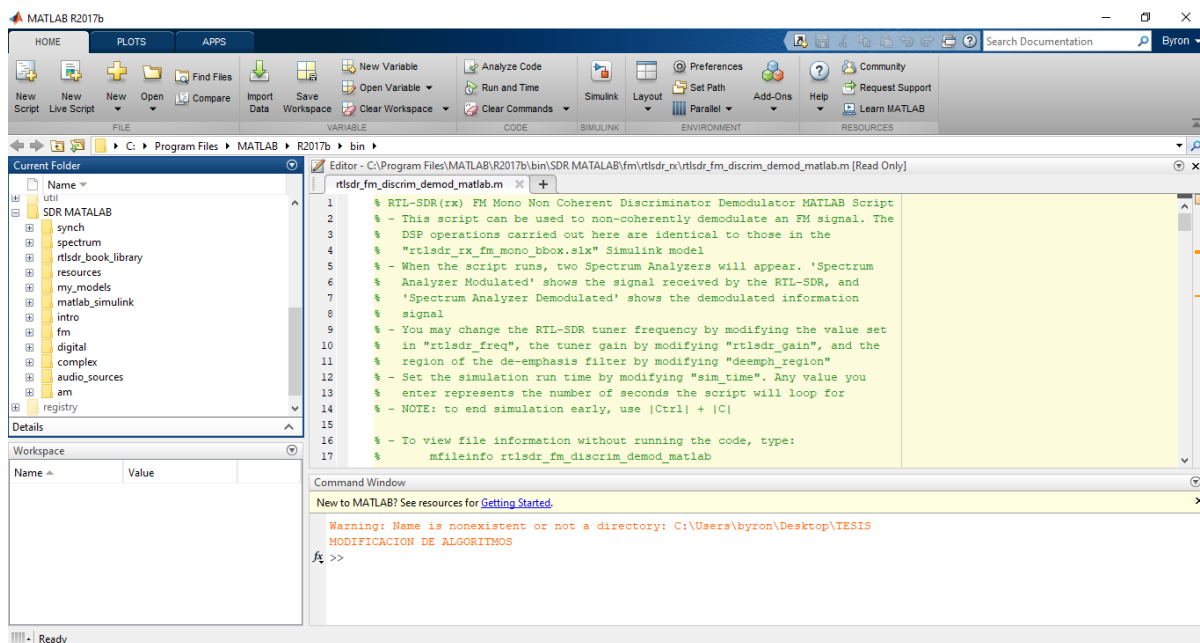 MATLAB R2017b
HOME PLOTS APPS
Search Documentation Byron
New Script New Live Script New Open Find Files Compare Import Data Save Workspace New Variable Open Variable Clear Workspace Analyze Code Run and Time Clear Commands Simulink Layout Preferences Set Path Parallel Add-Ons Help Community Request Support Learn MATLAB
FILE VARIABLE CODE SIMULINK ENVIRONMENT RESOURCES
C: Program Files MATLAB R2017b bin
Current Folder
Name
util
SDR MATALAB
synch
spectrum
rtlsdr_book_library
resources
my_models
matlab_simulink
intro
fm
digital
complex
audio_sources
am
registry
Details
Workspace
Name Value
Editor - C:\Program Files\MATLAB\R2017b\bin\SDR MATALAB\fm\rtlsdr_rx\rtlsdr_fm_discrim_demod_matlab.m [Read Only]
rtlsdr_fm_discrim_demod_matlab.m
1 % RTL-SDR(rx) FM Mono Non Coherent Discriminator Demodulator MATLAB Script
2 % - This script can be used to non-coherently demodulate an FM signal. The
3 % DSP operations carried out here are identical to those in the
4 % "rtlsdr_rx_fm_mono_bbox.slx" Simulink model
5 % - When the script runs, two Spectrum Analyzers will appear. 'Spectrum
6 % Analyzer Modulated' shows the signal received by the RTL-SDR, and
7 % 'Spectrum Analyzer Demodulated' shows the demodulated information
8 % signal
9 % - You may change the RTL-SDR tuner frequency by modifying the value set
10 % in "rtlsdr_freq", the tuner gain by modifying "rtlsdr_gain", and the
11 % region of the de-emphasis filter by modifying "deemph_region"
12 % - Set the simulation run time by modifying "sim_time". Any value you
13 % enter represents the number of seconds the script will loop for
14 % - NOTE: to end simulation early, use |Ctrl| + |C|
15
16 % - To view file information without running the code, type:
17 % mfileinfo rtlsdr_fm_discrim_demod_matlab
Command Window
New to MATLAB? See resources for Getting Started.
Warning: Name is nonexistent or not a directory: C:\Users\byron\Desktop\TESIS
MODIFICACION DE ALGORITMOS
fx >>
Ready